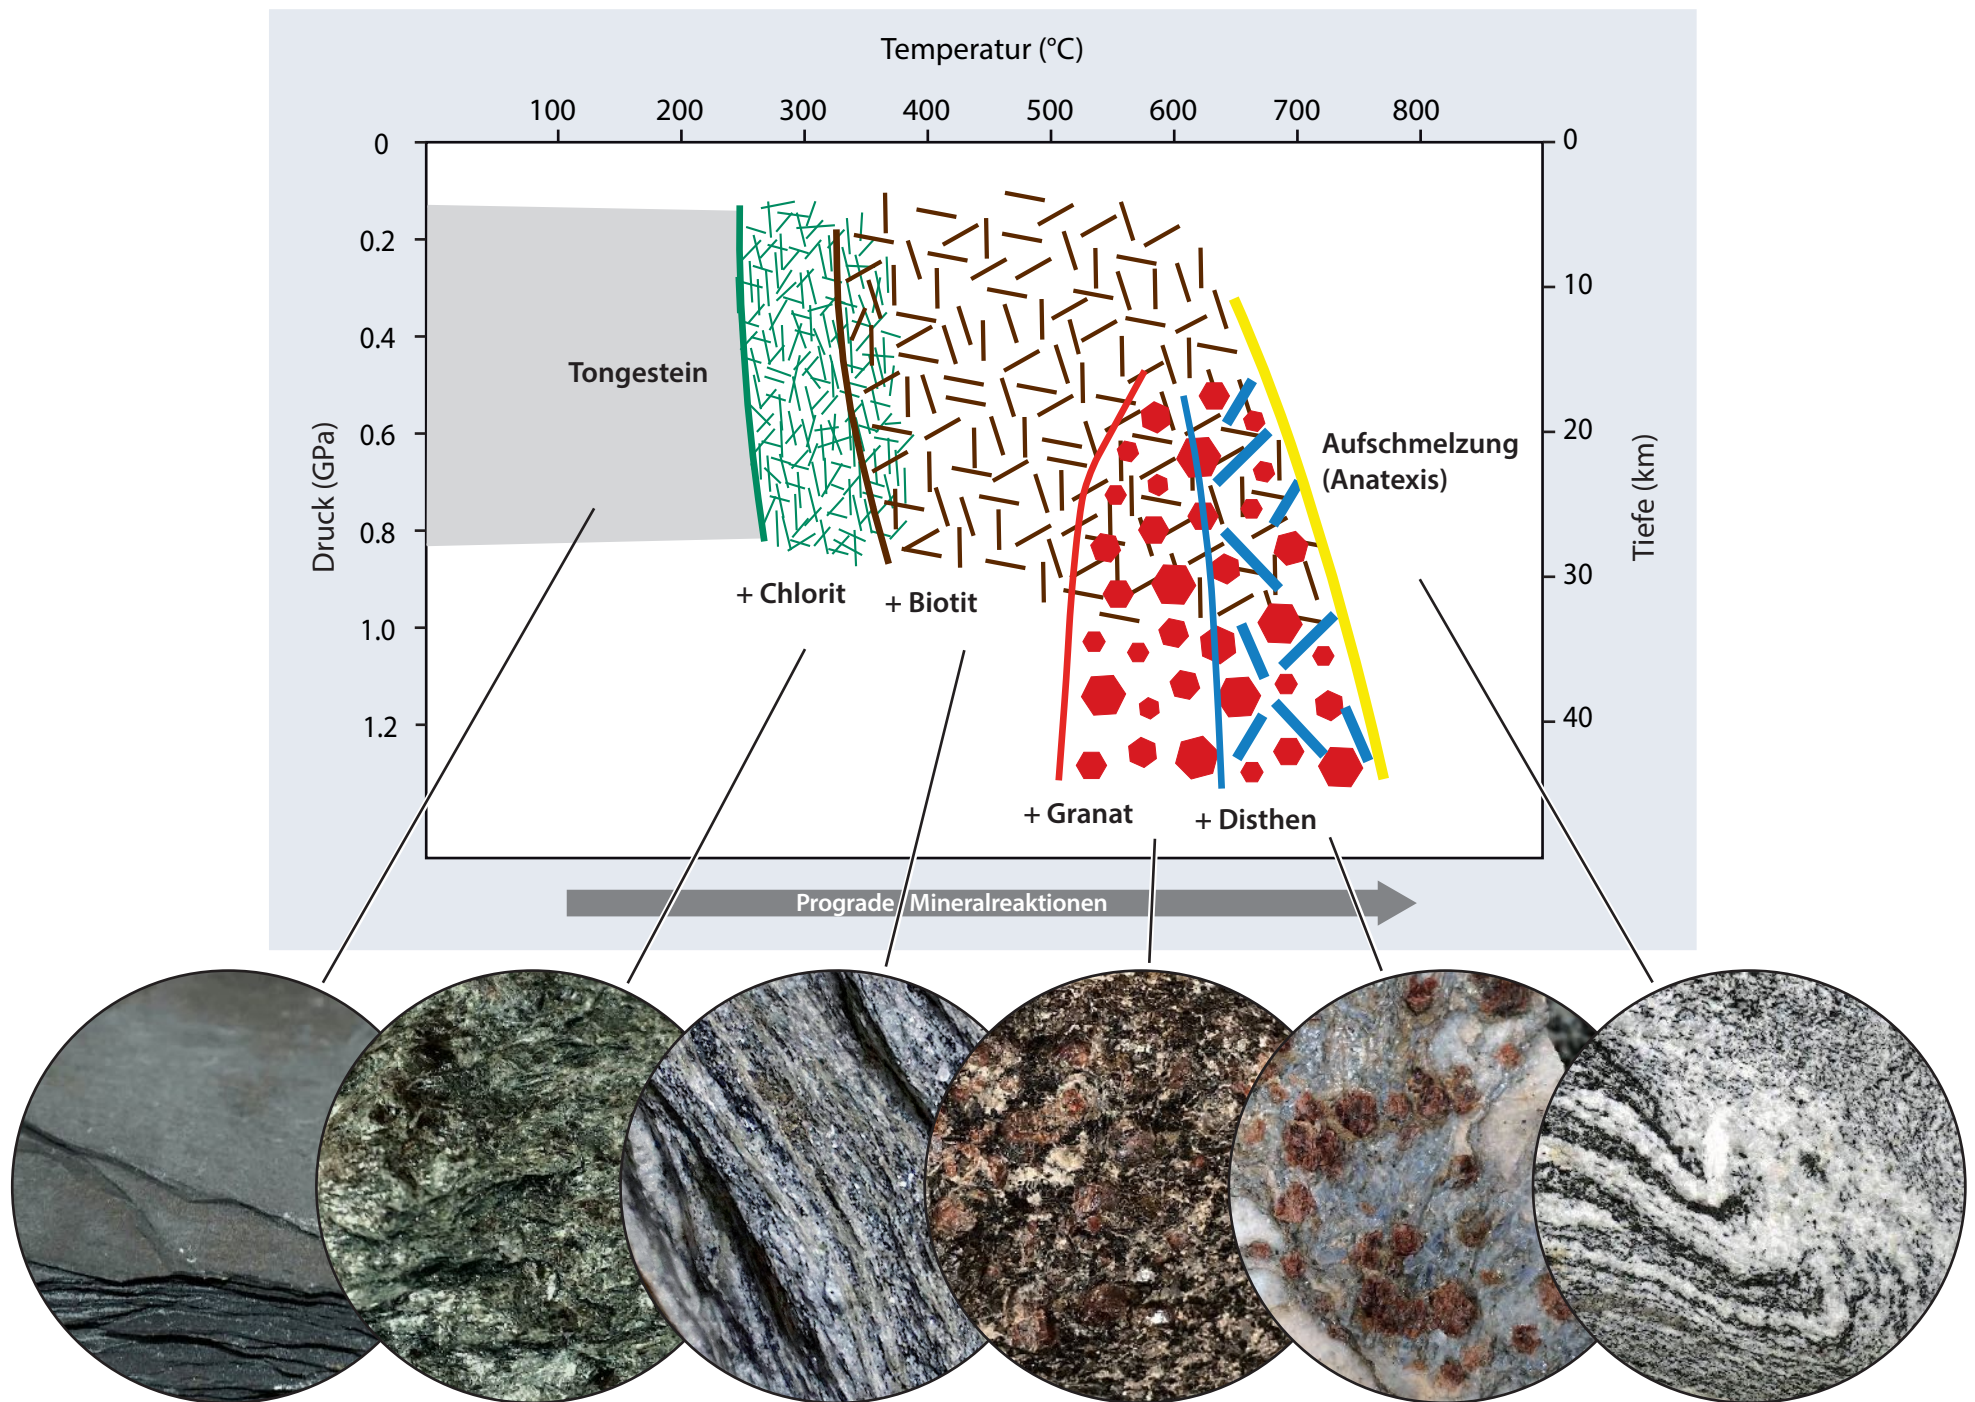 Temperatur (°C)
100 200 300 400 500 600 700 800
0
0.2
0.4
0.6
0.8
1.0
1.2
Druck (GPa)
0
10
20
30
40
Tiefe (km)
Tongestein
Aufschmelzung
(Anatexis)
+ Chlorit
+ Biotit
+ Granat
+ Disthen
Prograde Mineralreaktionen